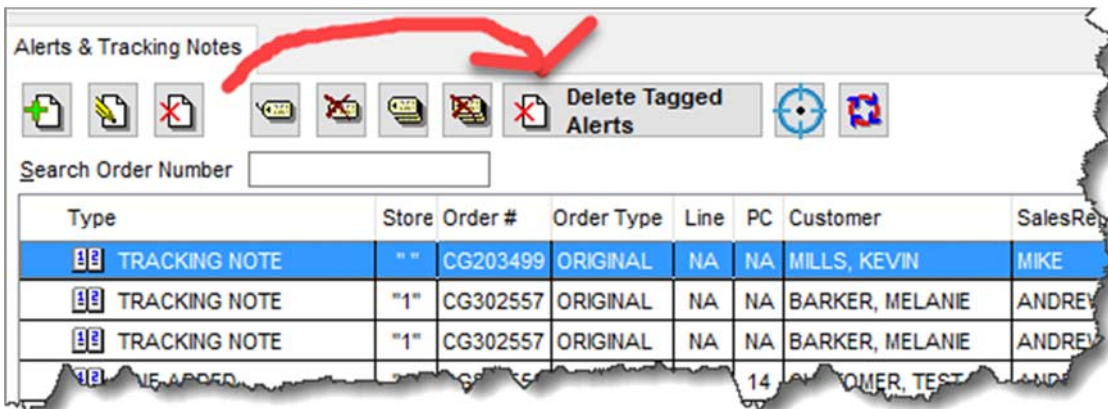 Alerts & Tracking Notes
Delete Tagged
Alerts
Search Order Number
Type Store Order # Order Type Line PC Customer
TRACKING NOTE " " CG203499 ORIGINAL NA NA MILLS, KEVIN MIKE
TRACKING NOTE "1" CG302557 ORIGINAL NA NA BARKER, MELANIE
TRACKING NOTE "1" CG302557 ORIGINAL NA NA BARKER, MELANIE
14